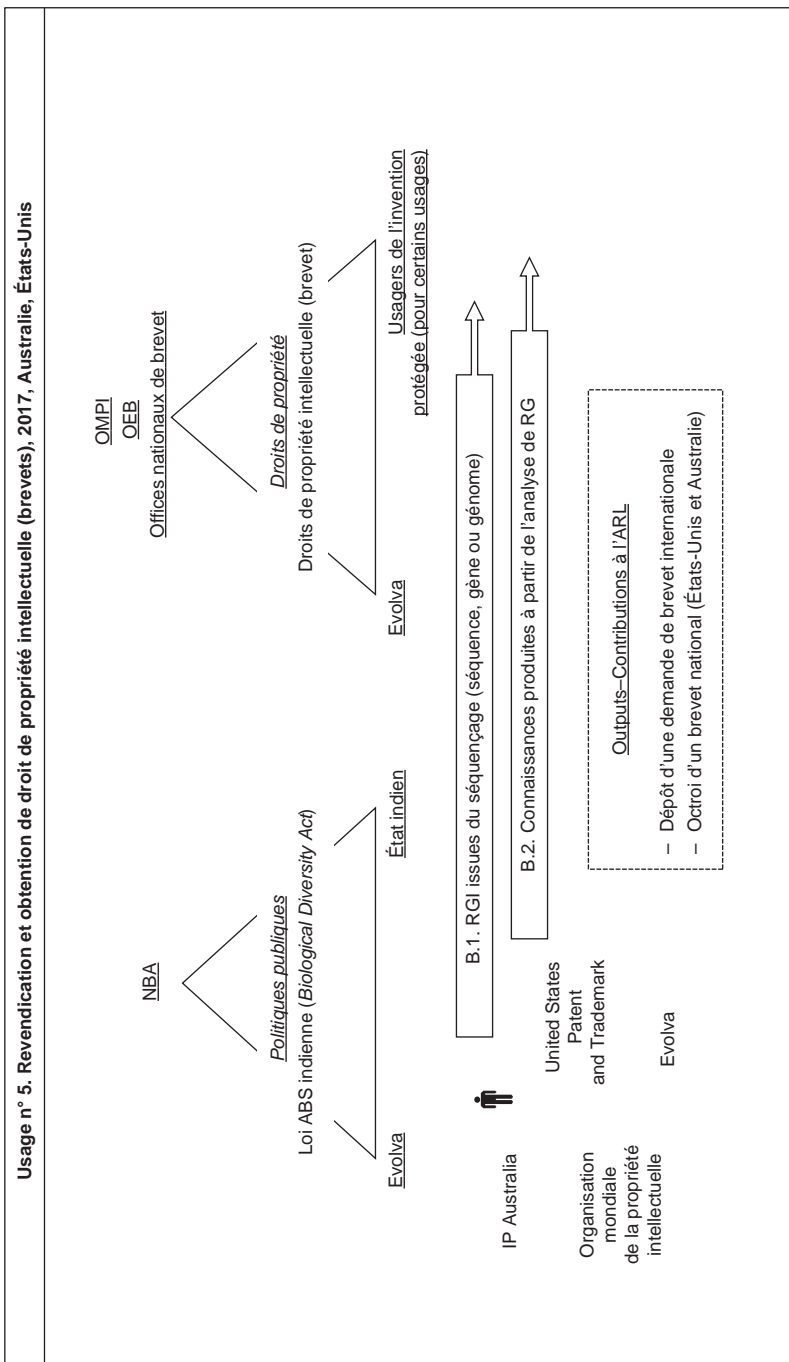 Usage n° 5. Revendication et obtention de droit de propriété intellectuelle (brevets), 2017, Australie, États-Unis
NBA
Politiques publiques
Loi ABS indienne (Biological Diversity Act)
Evolva
État indien
OMPI
OEB
Offices nationaux de brevet
Droits de propriété
Droits de propriété intellectuelle (brevet)
Evolva
Usagers de l'invention
protégée (pour certains usages)
IP Australia
Organisation
mondiale
de la propriété
intellectuelle
United States
Patent
and Trademark
Evolva
B.1. RGI issues du séquençage (séquence, gène ou génome)
B.2. Connaissances produites à partir de l'analyse de RG
Outputs–Contributions à l'ARL
– Dépôt d'une demande de brevet internationale
– Octroi d'un brevet national (États-Unis et Australie)